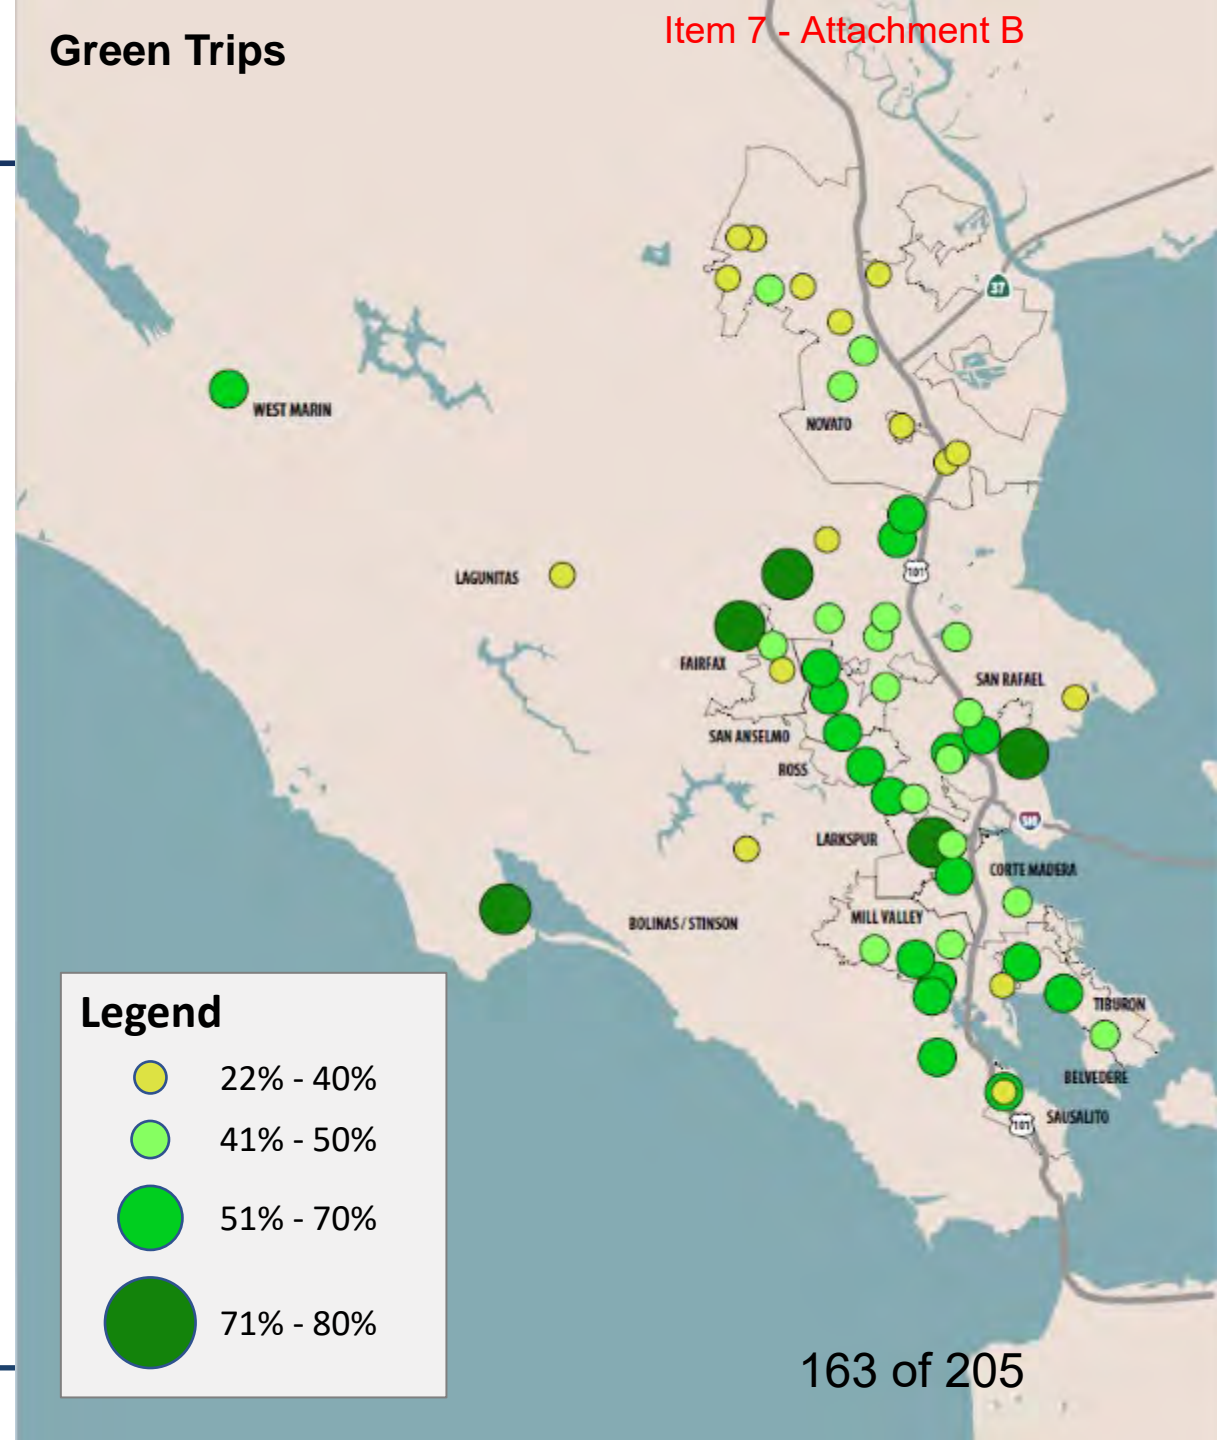 Item 7 - Attachment B
Green Trips
37
WEST MARIN
NOVATO
LAGUNITAS
101
FAIRFAX
SAN RAFAEL
SAN ANSELMO
ROSS
580
LARKSPUR
CORTE MADERA
MILL VALLEY
BOLINAS / STINSON
TIBURON
BELVEDERE
SAUSALITO
101
Legend
22% - 40%
41% - 50%
51% - 70%
71% - 80%
163 of 205